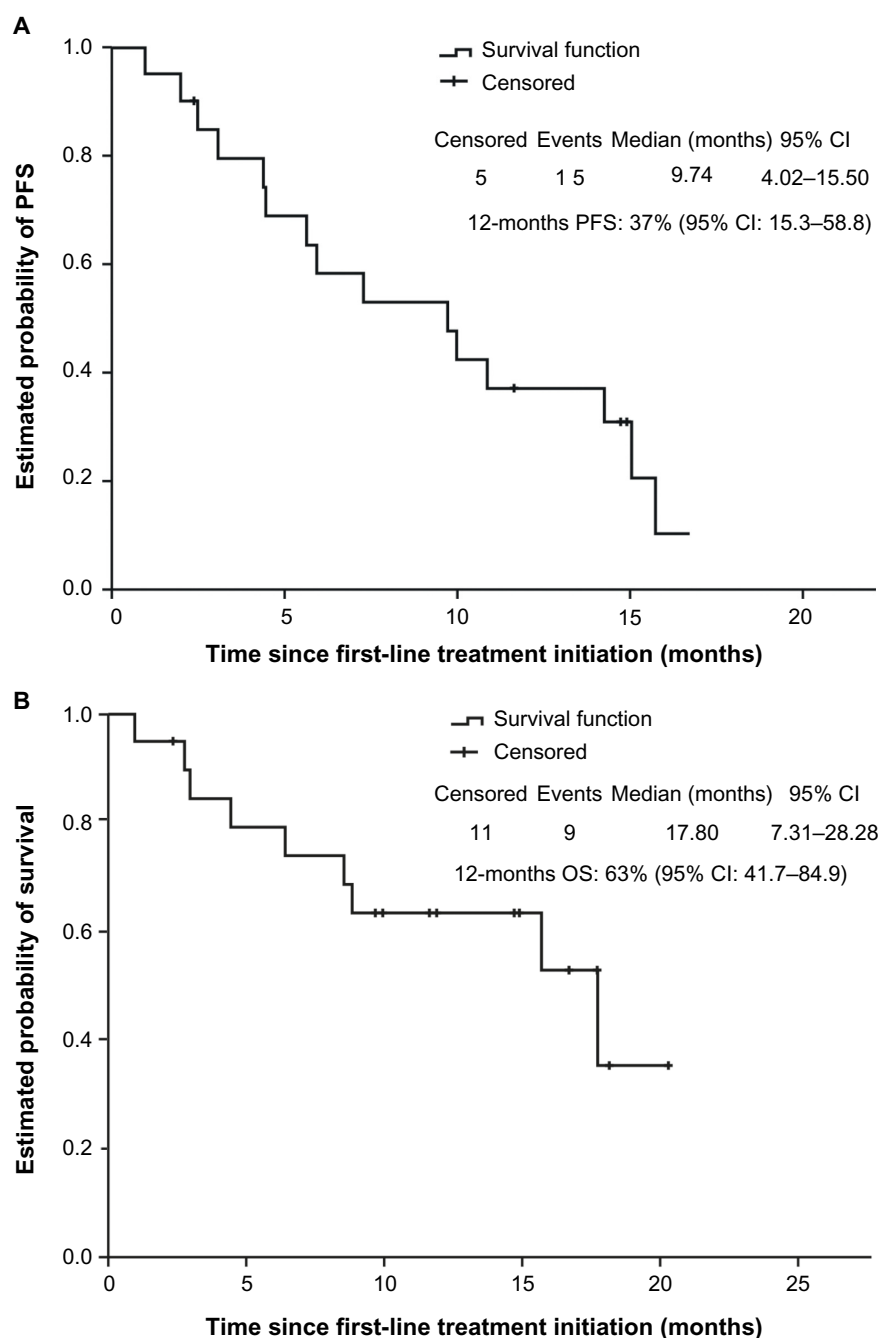 A
Survival function
Censored
Censored Events Median (months) 95% CI
5 1 5 9.74 4.02–15.50
12-months PFS: 37% (95% CI: 15.3–58.8)
Estimated probability of PFS
1.0
0.8
0.6
0.4
0.2
0.0
0 5 10 15 20
Time since first-line treatment initiation (months)
B
Survival function
Censored
Censored Events Median (months) 95% CI
11 9 17.80 7.31–28.28
12-months OS: 63% (95% CI: 41.7–84.9)
Estimated probability of survival
1.0
0.8
0.6
0.4
0.2
0.0
0 5 10 15 20 25
Time since first-line treatment initiation (months)